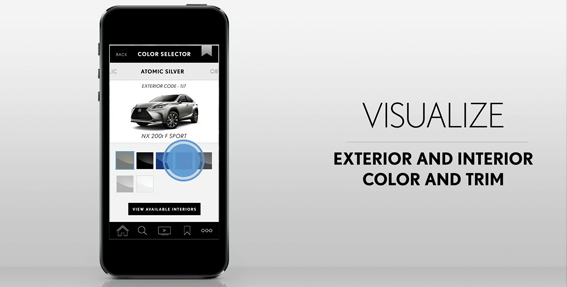 BACK
COLOR SELECTOR
ATOMIC SILVER
EXTERIOR CODE - 1J7
NX 200t F SPORT
VIEW AVAILABLE INTERIORS
VISUALIZE
EXTERIOR AND INTERIOR
COLOR AND TRIM